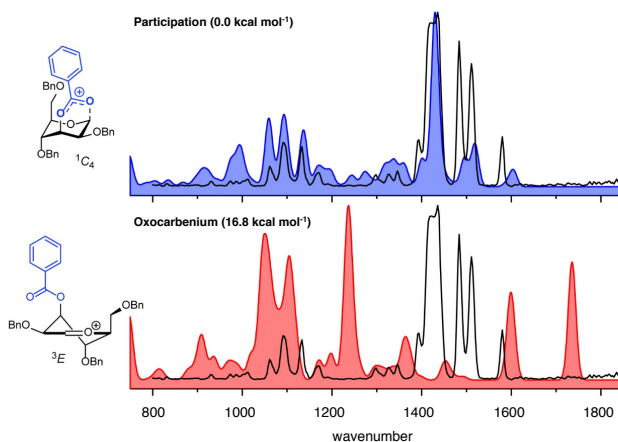 Participation (0.0 kcal mol⁻¹)
⊕
BnO
O
O
O
OBn
OBn
¹C₄
Oxocarbenium (16.8 kcal mol⁻¹)
O
O
OBn
BnO
O
⊕
OBn
³E
800 1000 1200 1400 1600 1800
wavenumber